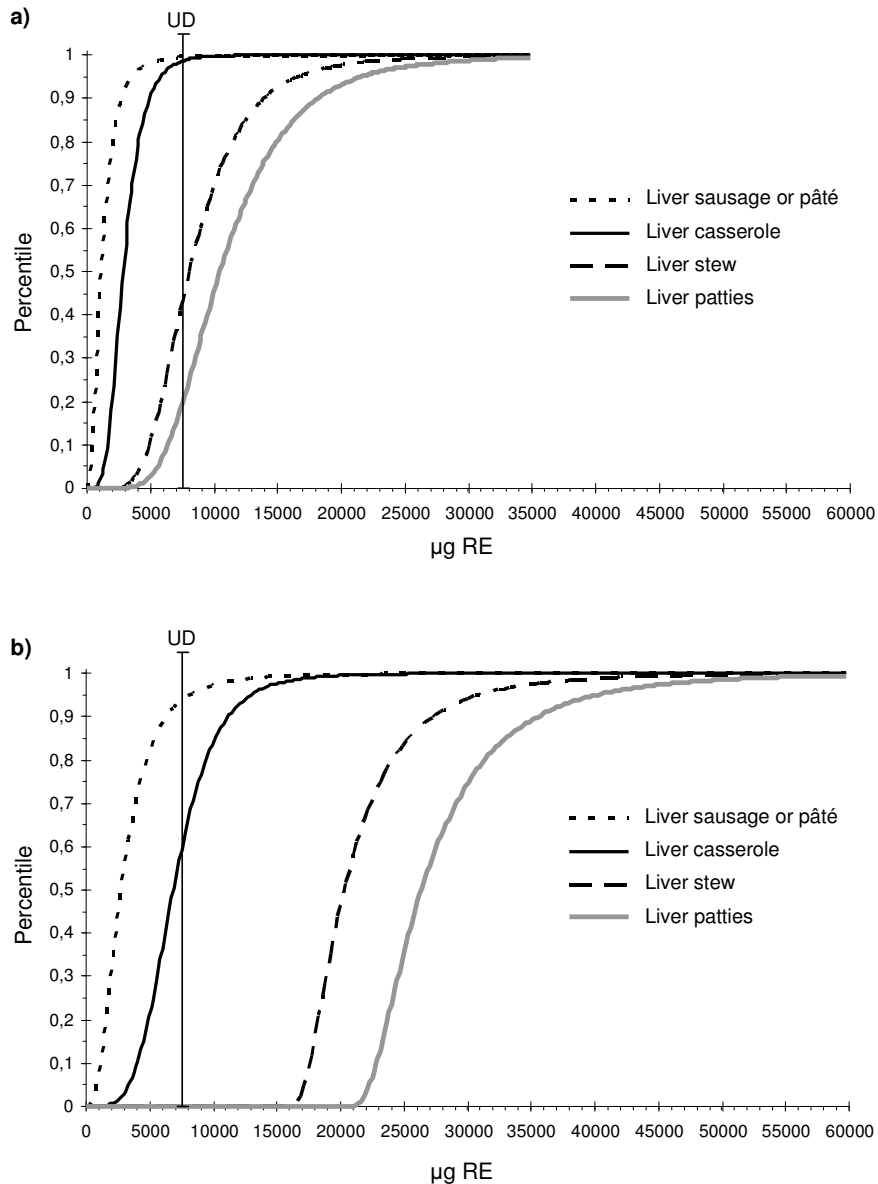 a)
UD
1
0,9
0,8
0,7
0,6
0,5
0,4
0,3
0,2
0,1
0
Percentile
0 5000 10000 15000 20000 25000 30000 35000 40000 45000 50000 55000 60000
µg RE
Liver sausage or pâté
Liver casserole
Liver stew
Liver patties
b)
UD
1
0,9
0,8
0,7
0,6
0,5
0,4
0,3
0,2
0,1
0
Percentile
0 5000 10000 15000 20000 25000 30000 35000 40000 45000 50000 55000 60000
µg RE
Liver sausage or pâté
Liver casserole
Liver stew
Liver patties